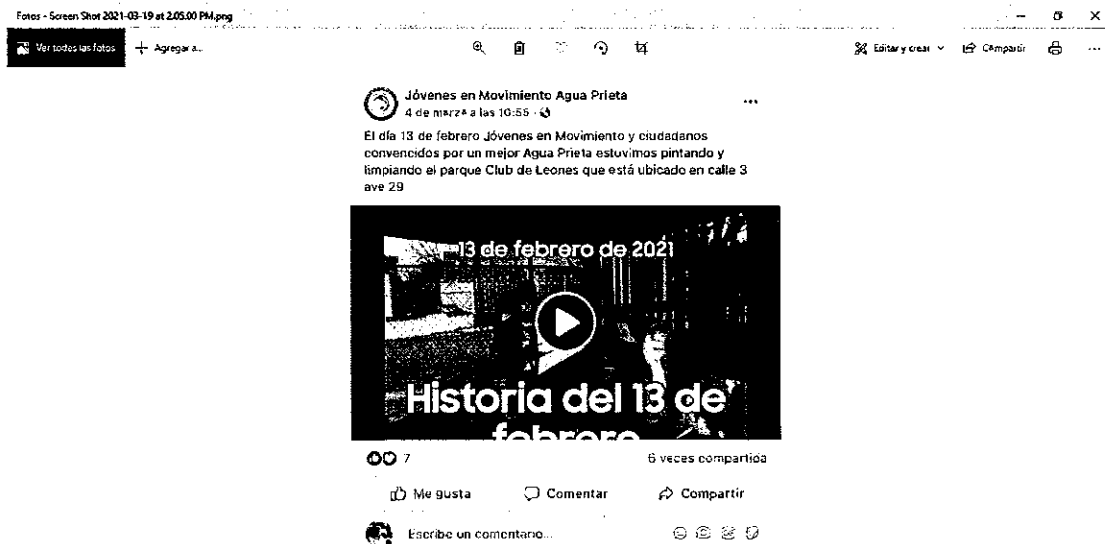 Fotos - Screen Shot 2021-03-19 at 2.05.00 PM.png
Ver todas las fotos
Agregar a...
Editar y crear
Compartir
Jóvenes en Movimiento Agua Prieta
4 de marzo a las 10:55
El día 13 de febrero Jóvenes en Movimiento y ciudadanos
convencidos por un mejor Agua Prieta estuvimos pintando y
limpiando el parque Club de Leones que está ubicado en calle 3
ave 29
13 de febrero de 2021
Historia del 13 de
febrero
7
6 veces compartida
Me gusta
Comentar
Compartir
Escribe un comentario...